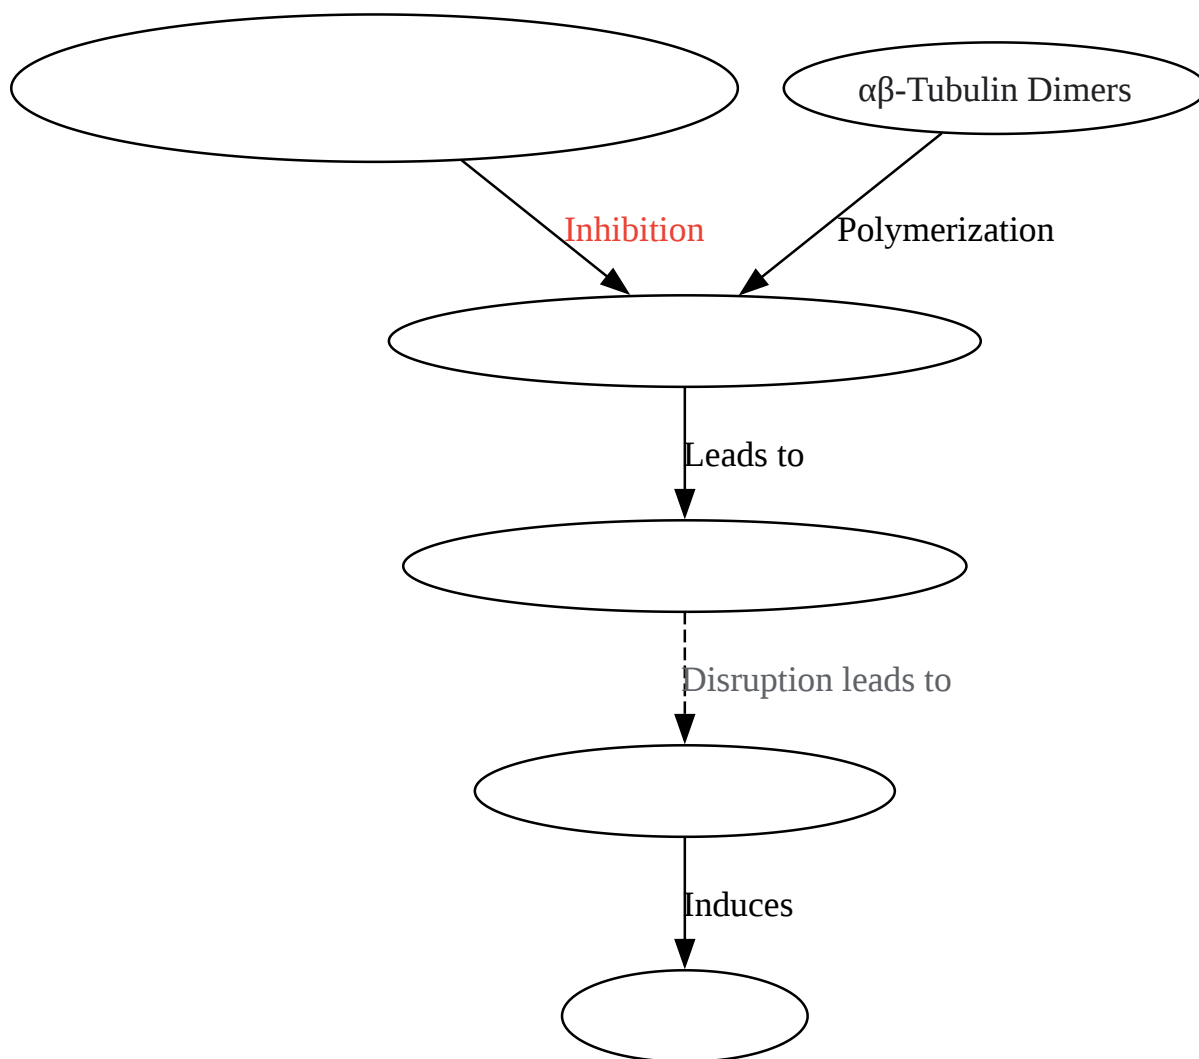 αβ-Tubulin Dimers
Inhibition
Polymerization
Leads to
Disruption leads to
Induces